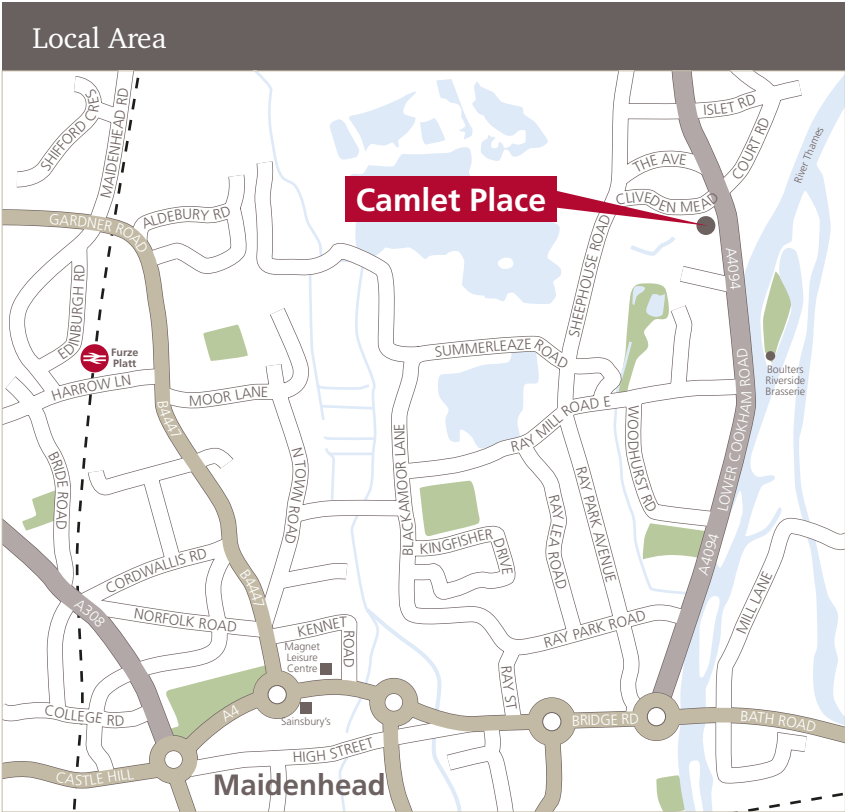 Local Area
SHIFFORD CRES
MAIDENHEAD RD
ISLET RD
COURT RD
River Thames
THE AVE
CLIVEDEN MEAD
Camlet Place
GARDNER ROAD
ALDEBURY RD
SHEEPHOUSE ROAD
A4094
EDINBURGH RD
Furze
Platt
SUMMERLEAZE ROAD
Boulters
Riverside
Brasserie
HARROW LN
MOOR LANE
B4447
RAY MILL ROAD E
WOODHURST RD
LOWER COOKHAM ROAD
BRIDE ROAD
N TOWN ROAD
BLACKAMOOR LANE
RAY LEA ROAD
RAY PARK AVENUE
KINGFISHER DRIVE
A4094
CORDWALLIS RD
B4447
MILL LANE
A308
NORFOLK ROAD
KENNET ROAD
RAY PARK ROAD
Magnet
Leisure
Centre
RAY ST
COLLEGE RD
A4
Sainsbury's
BRIDGE RD
BATH ROAD
HIGH STREET
CASTLE HILL
Maidenhead